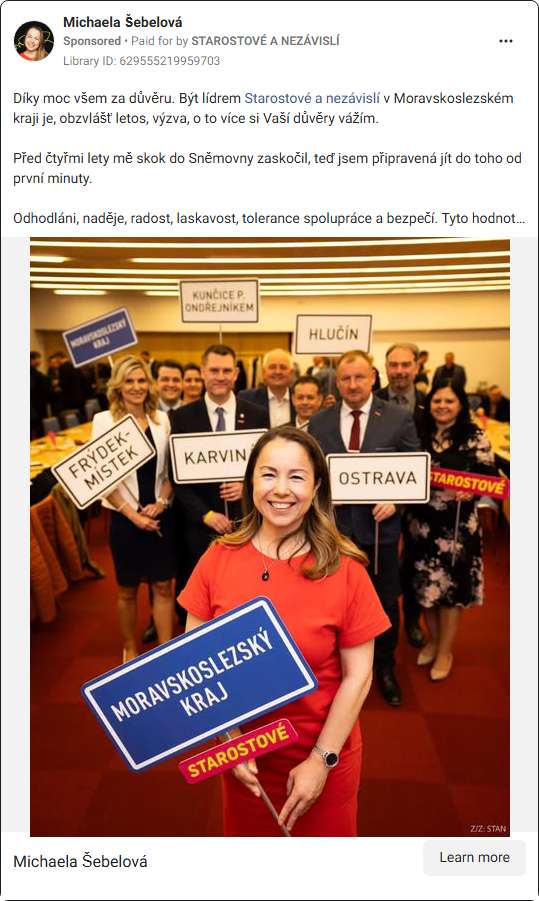 Michaela Šebelová
Sponsored • Paid for by STAROSTOVÉ A NEZÁVISLÍ
Library ID: 629555219959703
Díky moc všem za důvěru. Být lídrem Starostové a nezávislí v Moravskoslezském
kraji je, obzvlášť letos, výzva, o to více si Vaší důvěry vážím.
Před čtyřmi lety mě skok do Sněmovny zaskočil, teď jsem připravená jít do toho od
první minuty.
Odhodláni, naděje, radost, laskavost, tolerance spolupráce a bezpečí. Tyto hodnot…
KUNČICE P.
ONDŘEJNÍKEM
MORAVSKOSLEZSKÝ
KRAJ
HLUČÍN
FRÝDEK-
MÍSTEK
KARVIN
OSTRAVA
STAROSTOVÉ
MORAVSKOSLEZSKÝ
KRAJ
STAROSTOVÉ
Z/Z: STAN
Michaela Šebelová
Learn more